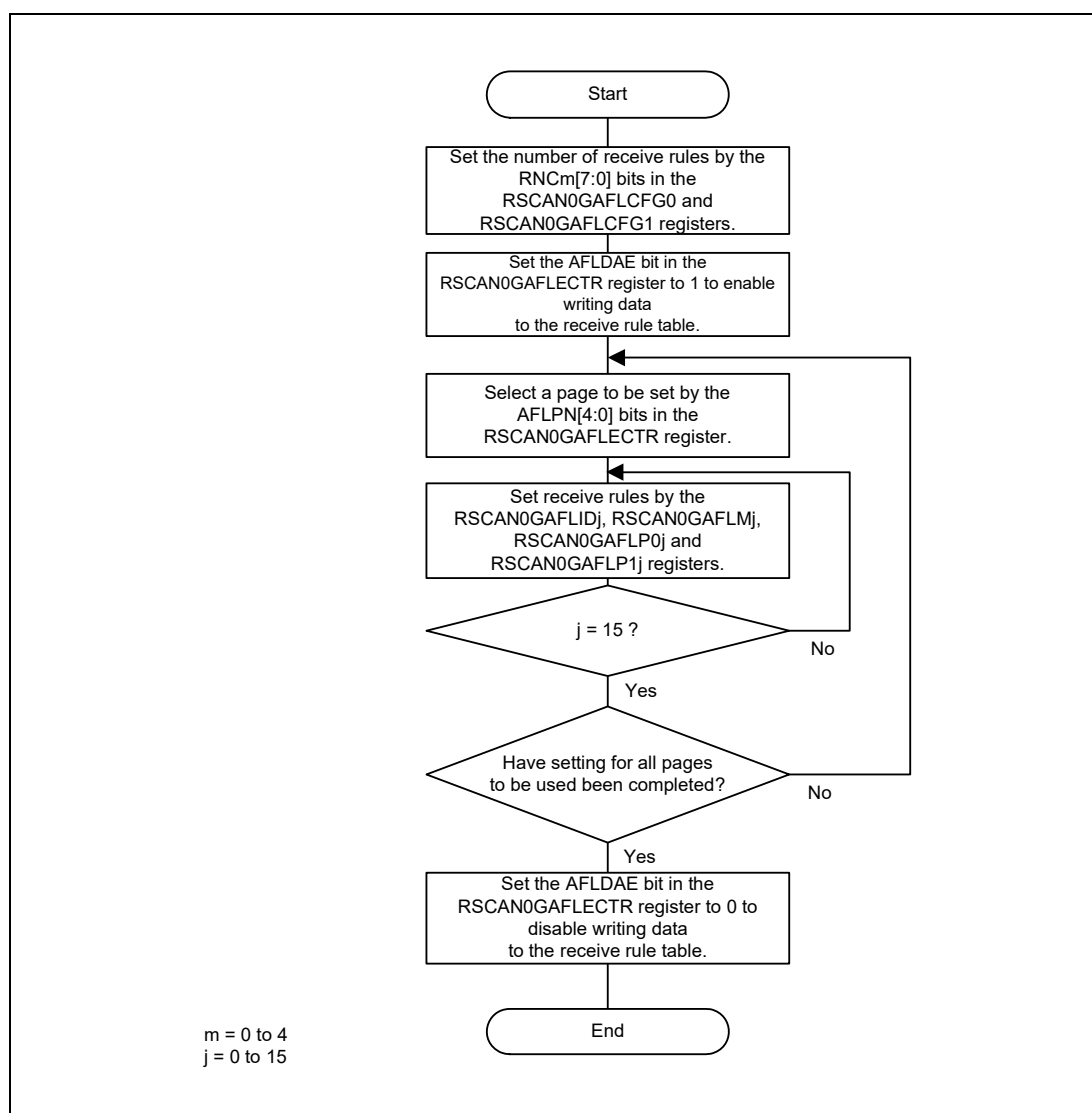 Start
Set the number of receive rules by the
RNCm[7:0] bits in the
RSCAN0GAFLCFG0 and
RSCAN0GAFLCFG1 registers.
Set the AFLDAE bit in the
RSCAN0GAFLECTR register to 1 to enable
writing data
to the receive rule table.
Select a page to be set by the
AFLPN[4:0] bits in the
RSCAN0GAFLECTR register.
Set receive rules by the
RSCAN0GAFLIDj, RSCAN0GAFLMj,
RSCAN0GAFLP0j and
RSCAN0GAFLP1j registers.
j = 15 ?
No
Yes
Have setting for all pages
to be used been completed?
No
Yes
Set the AFLDAE bit in the
RSCAN0GAFLECTR register to 0 to
disable writing data
to the receive rule table.
End
m = 0 to 4
j = 0 to 15